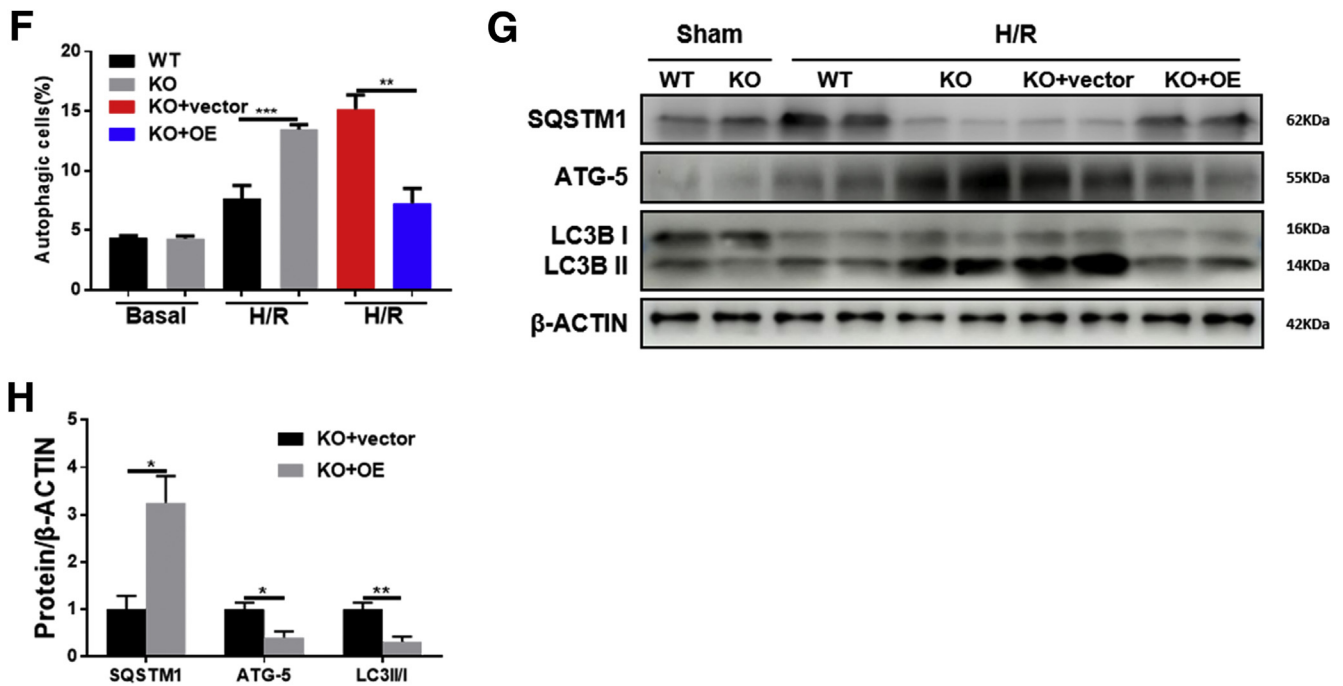 F
20
15
10
5
0
Autophagic cells(%)
WT
KO
KO+vector
KO+OE
***
**
Basal
H/R
H/R
G
Sham
H/R
WT
KO
WT
KO
KO+vector
KO+OE
SQSTM1
62KDa
ATG-5
55KDa
LC3B I
16KDa
LC3B II
14KDa
β-ACTIN
42KDa
H
5
4
3
2
1
0
Protein/β-ACTIN
KO+vector
KO+OE
*
*
**
SQSTM1
ATG-5
LC3II/I